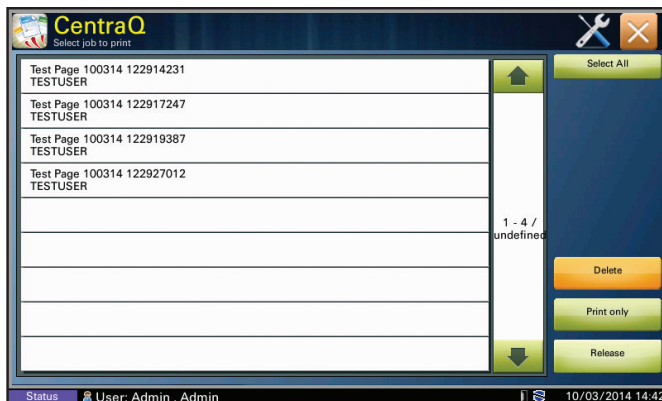 CentraQ
Select job to print
Test Page 100314 122914231
TESTUSER
Test Page 100314 122917247
TESTUSER
Test Page 100314 122919387
TESTUSER
Test Page 100314 122927012
TESTUSER
1 - 4 /
undefined
Select All
Delete
Print only
Release
Status
User: Admin . Admin
10/03/2014 14:42